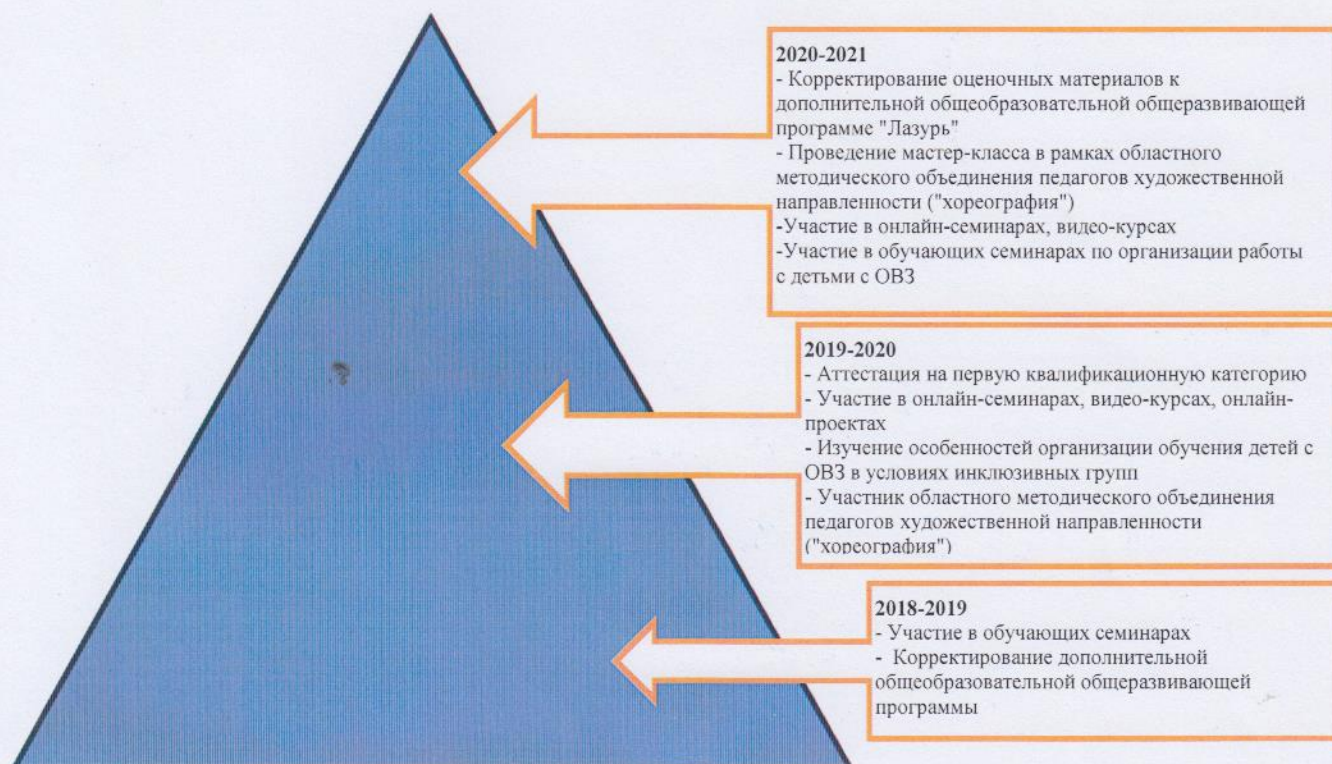 2020-2021
- Корректирование оценочных материалов к
дополнительной общеобразовательной общеразвивающей
программе "Лазурь"
- Проведение мастер-класса в рамках областного
методического объединения педагогов художественной
направленности ("хореография")
-Участие в онлайн-семинарах, видео-курсах
-Участие в обучающих семинарах по организации работы
с детьми с ОВЗ
2019-2020
- Аттестация на первую квалификационную категорию
- Участие в онлайн-семинарах, видео-курсах, онлайн-
проектах
- Изучение особенностей организации обучения детей с
ОВЗ в условиях инклюзивных групп
- Участник областного методического объединения
педагогов художественной направленности
("хореография")
2018-2019
- Участие в обучающих семинарах
- Корректирование дополнительной
общеобразовательной общеразвивающей
программы